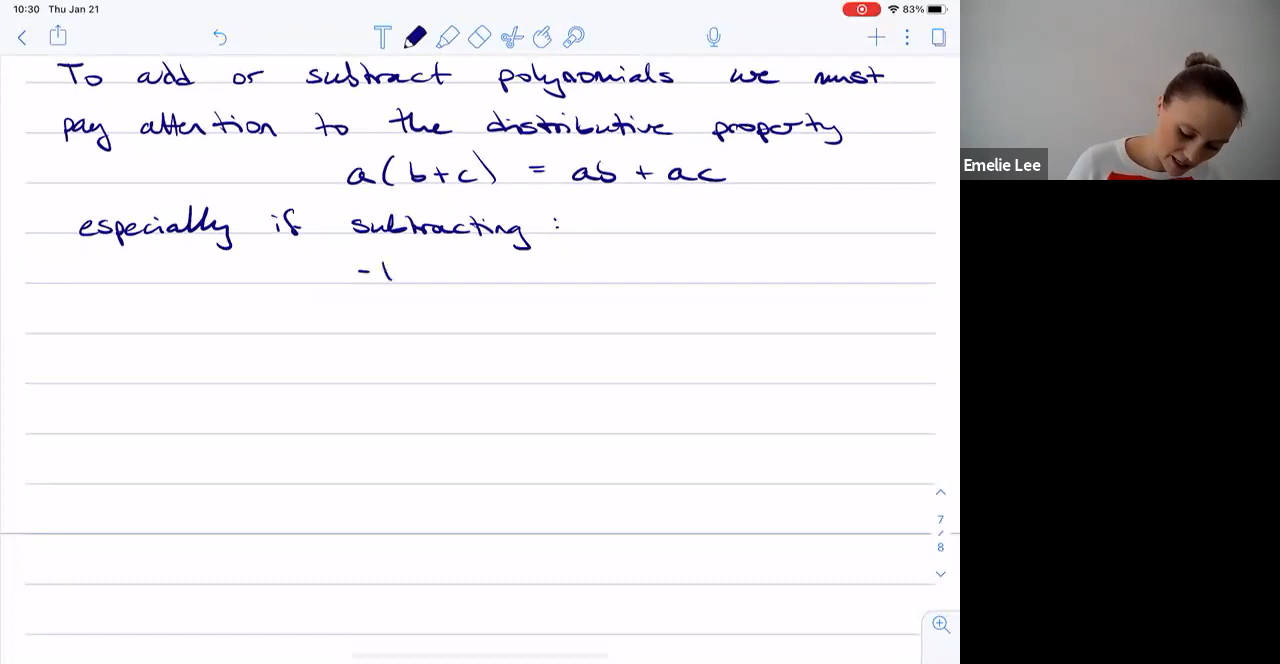 10:30 Thu Jan 21
83%
T
To add or subtract polynomials we must
pay attention to the distributive property
a(b+c) = ab + ac
especially if subtracting :
-(
7
/
8
Emelie Lee